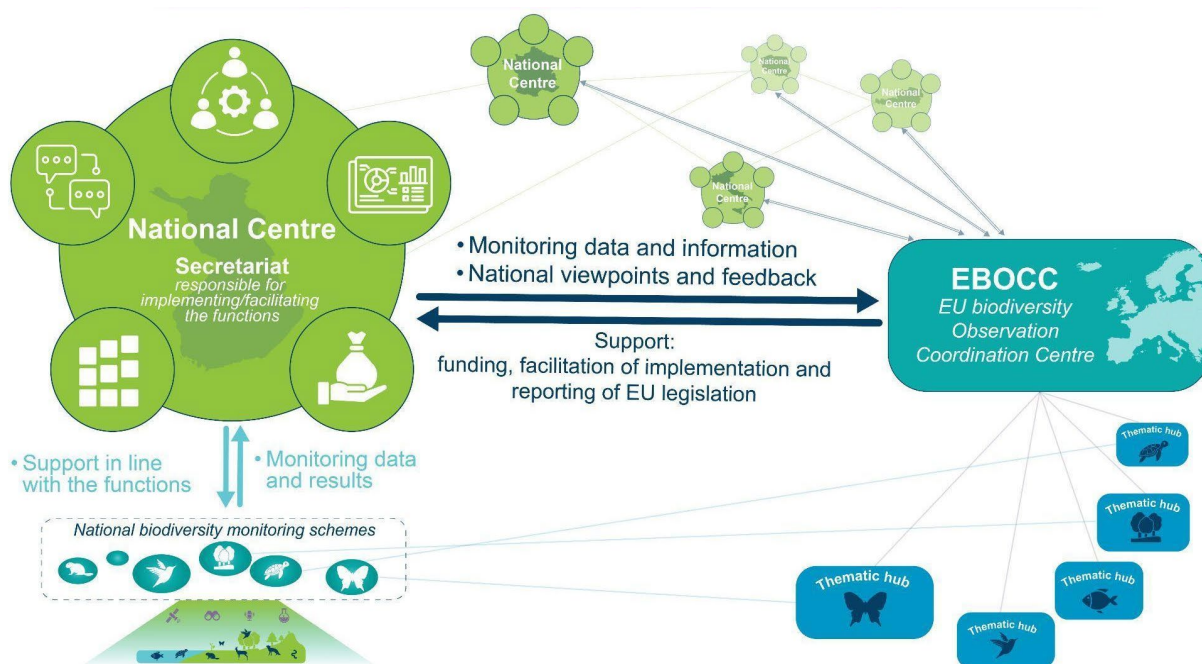 National
Centre
National
Centre
National
Centre
National
Centre
National Centre
Secretariat
responsible for
implementing/facilitating
the functions
• Monitoring data and information
• National viewpoints and feedback
Support:
funding, facilitation of implementation and
reporting of EU legislation
EBOCC
EU biodiversity
Observation
Coordination Centre
• Support in line
with the functions
• Monitoring data
and results
National biodiversity monitoring schemes
Thematic hub
Thematic hub
Thematic hub
Thematic hub
Thematic hub